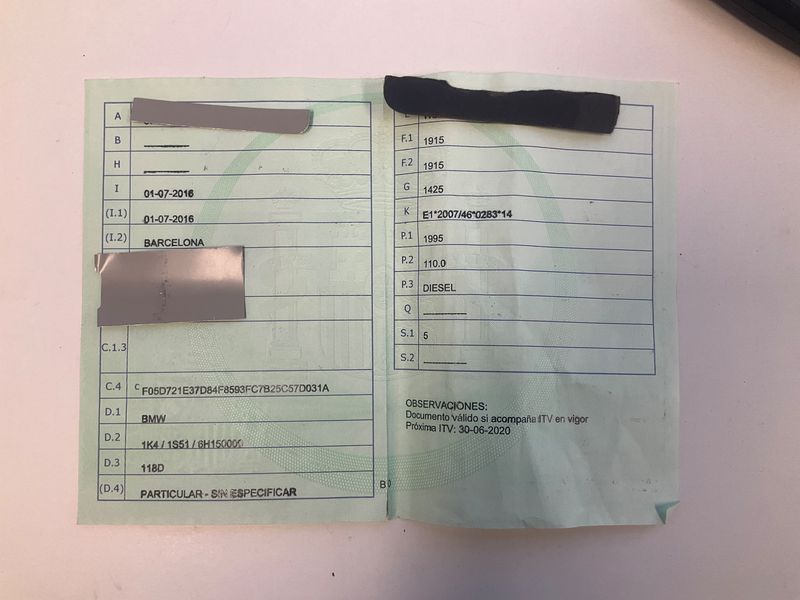 A
B
H
I 01-07-2016
(I.1) 01-07-2016
(I.2) BARCELONA
C.1.3
C.4 C F05D721E37D84F8593FC7B25C57D031A
D.1 BMW
D.2 1K4 / 1S51 / 6H150000
D.3 118D
(D.4) PARTICULAR - SIN ESPECIFICAR
F.1 1915
F.2 1915
G 1425
K E1*2007/46*0283*14
P.1 1995
P.2 110.0
P.3 DIESEL
Q
S.1 5
S.2
OBSERVACIONES:
Documento válido si acompaña ITV en vigor
Próxima ITV: 30-06-2020